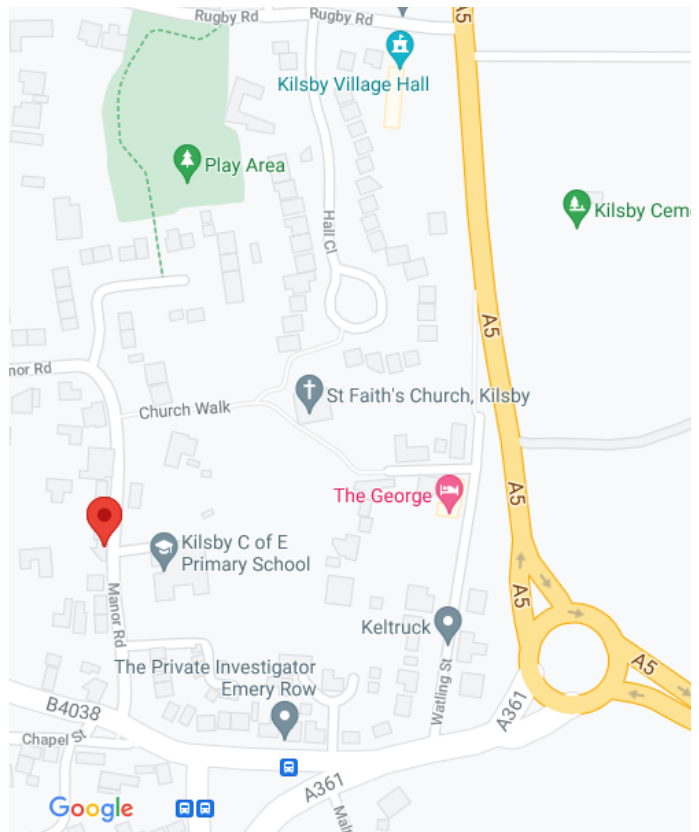 Rugby Rd
Rugby Rd
A5
Kilsby Village Hall
Play Area
Kilsby Ceme
Hall Cl
A5
nor Rd
Church Walk
St Faith's Church, Kilsby
The George
A5
Kilsby C of E
Primary School
Manor Rd
A5
Keltruck
A5
The Private Investigator
Emery Row
Watling St
A361
B4038
Chapel St
A361
Malt
Google